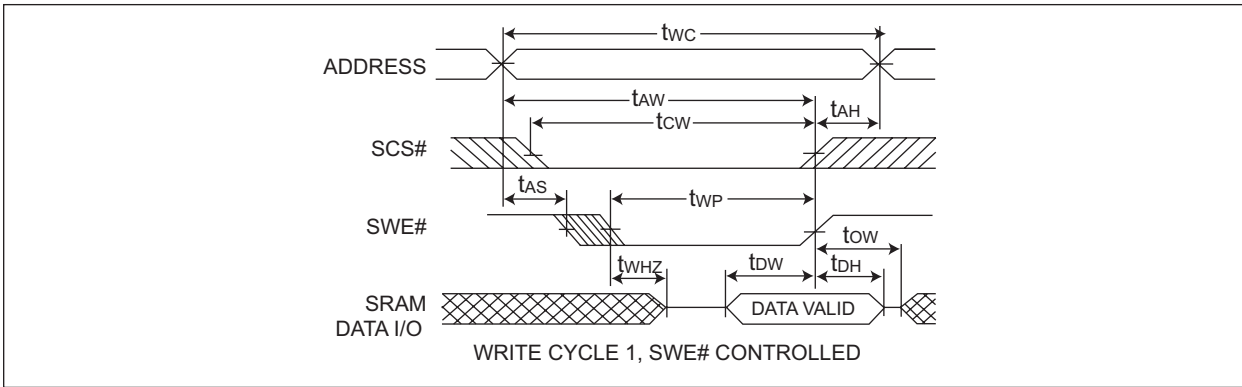 tWC
ADDRESS
tAW
tAH
tCW
SCS#
tAS
tWP
SWE#
tOW
tWHZ
tDW
tDH
SRAM
DATA I/O
DATA VALID
WRITE CYCLE 1, SWE# CONTROLLED